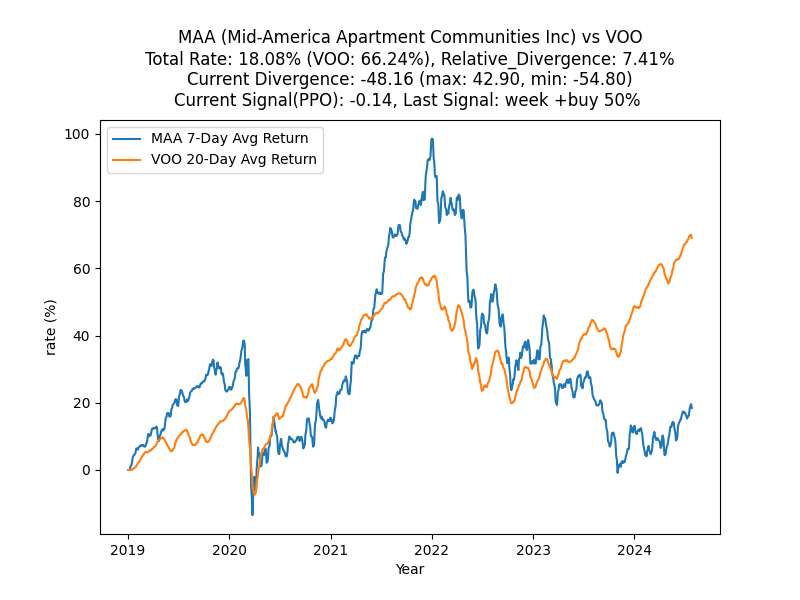 MAA (Mid-America Apartment Communities Inc) vs VOO
Total Rate: 18.08% (VOO: 66.24%), Relative_Divergence: 7.41%
Current Divergence: -48.16 (max: 42.90, min: -54.80)
Current Signal(PPO): -0.14, Last Signal: week +buy 50%
MAA 7-Day Avg Return
VOO 20-Day Avg Return
100
80
60
40
20
0
rate (%)
2019 2020 2021 2022 2023 2024
Year